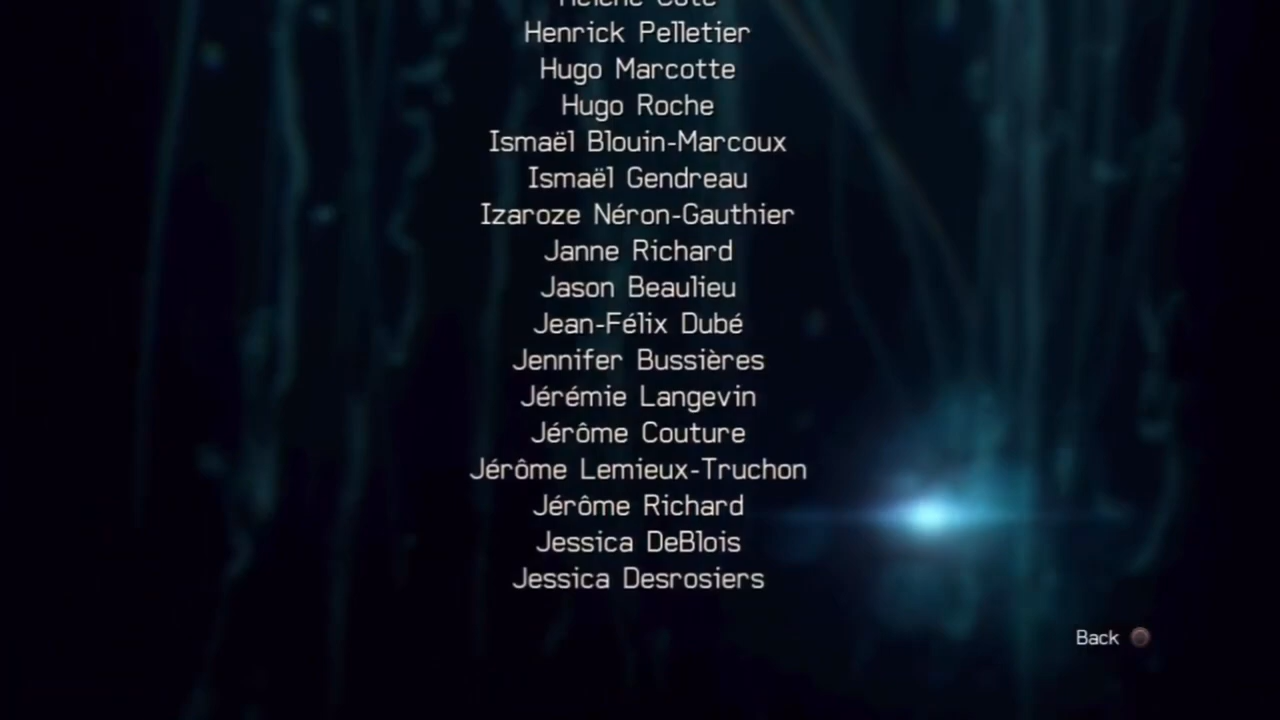 Henrick Pelletier
Hugo Marcotte
Hugo Roche
Ismaël Blouin-Marcoux
Ismaël Gendreau
Izaroze Néron-Gauthier
Janne Richard
Jason Beaulieu
Jean-Félix Dubé
Jennifer Bussières
Jérémie Langevin
Jérôme Couture
Jérôme Lemieux-Truchon
Jérôme Richard
Jessica DeBlois
Jessica Desrosiers
Back